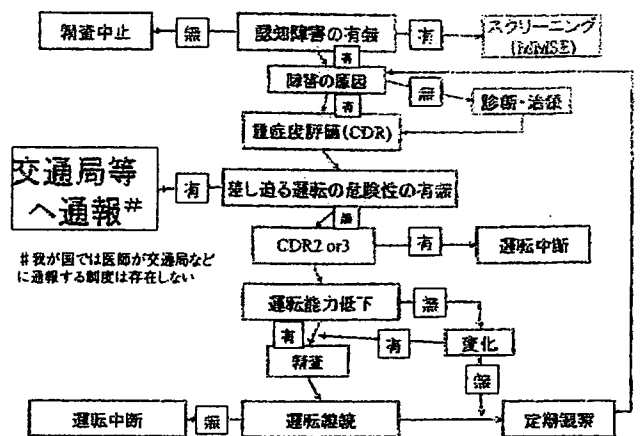 精査中止
無
認知障害の有無
有
スクリーニング
(MMSE)
有
障害の原因
無
診断・治療
有
重症度評価(CDR)
交通局等
へ通報#
有
差し迫る運転の危険性の有無
無
#我が国では医師が交通局など
に通報する制度は存在しない
CDR2 or3
有
運転中断
運転能力低下
無
有
有
変化
精査
無
運転中断
無
運転継続
定期観察